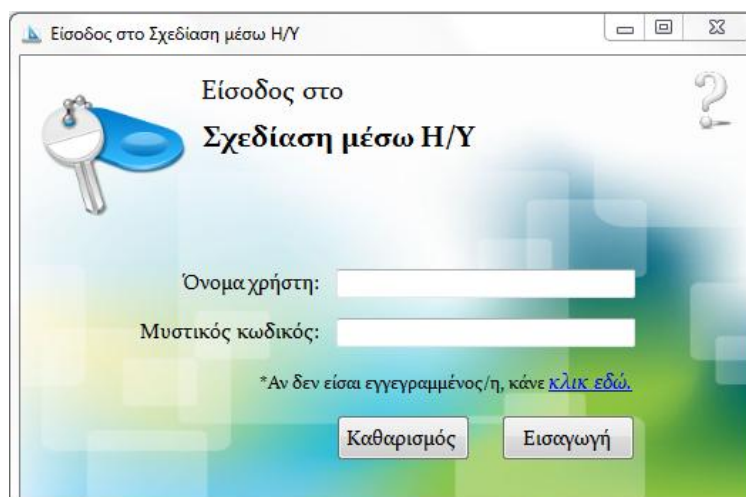 Είσοδος στο Σχεδίαση μέσω Η/Υ
Είσοδος στο
Σχεδίαση μέσω Η/Υ
Όνομα χρήστη:
Μυστικός κωδικός:
*Αν δεν είσαι εγγεγραμμένος/η, κάνε κλικ εδώ.
Καθαρισμός Εισαγωγή